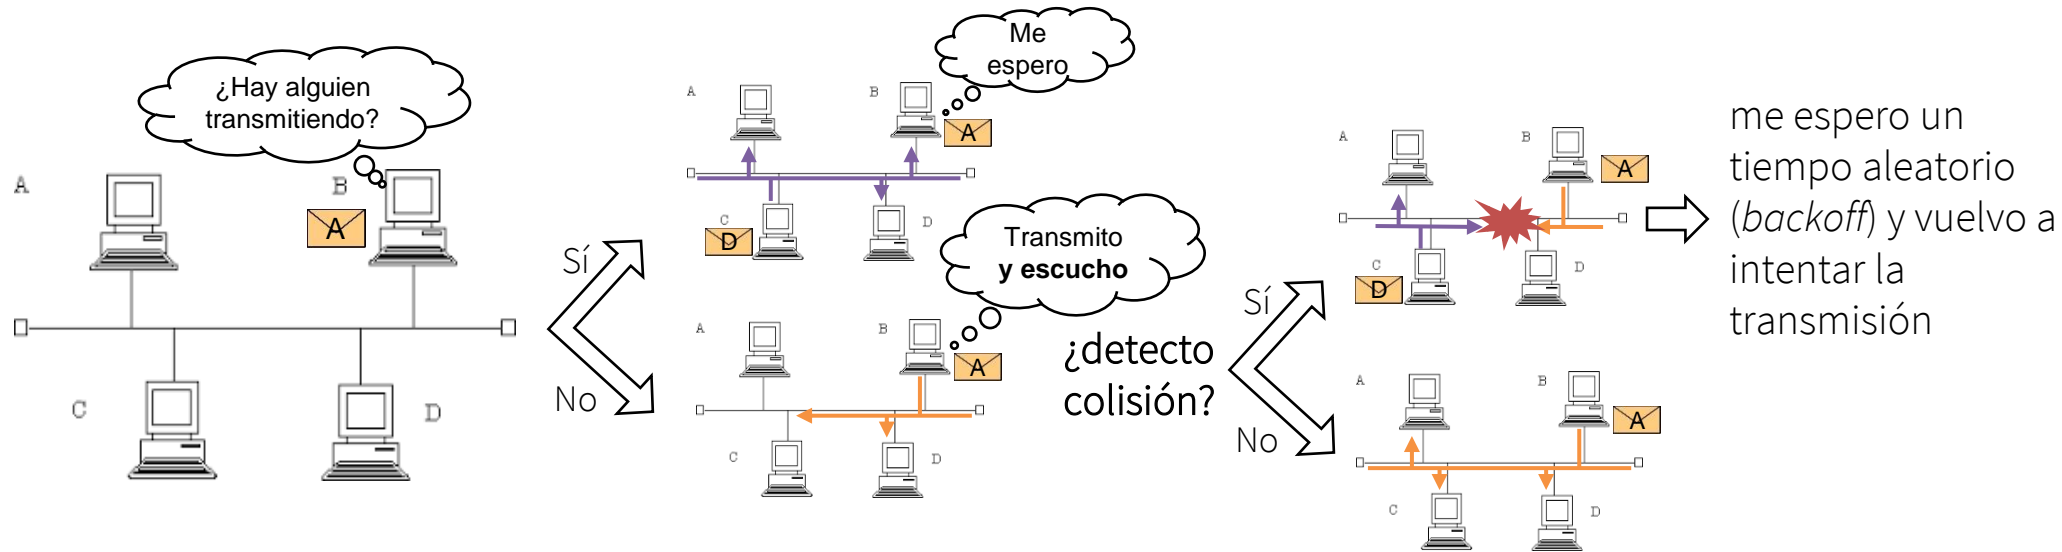 ¿Hay alguien
transmitiendo?
A
B
A
C
D
Sí
No
Me
espero
A
B
A
C
D
D
Transmito
y escucho
A
B
A
C
D
¿detecto
colisión?
Sí
No
A
B
A
C
D
D
A
B
A
C
D
me espero un
tiempo aleatorio
(backoff) y vuelvo a
intentar la
transmisión